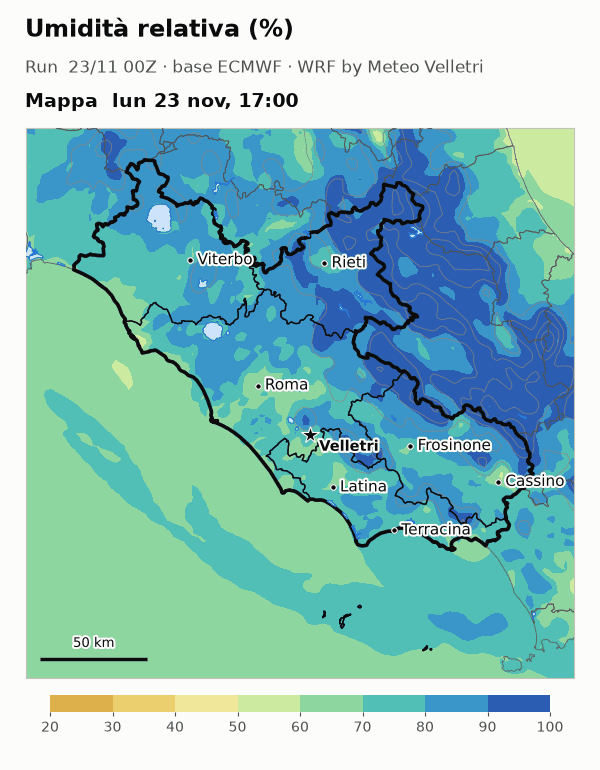 Umidità relativa (%)
Run  23/11 00Z · base ECMWF · WRF by Meteo Velletri
Mappa  lun 23 nov, 17:00
Viterbo
Rieti
Roma
Velletri
Frosinone
Cassino
Latina
Terracina
50 km
20 30 40 50 60 70 80 90 100